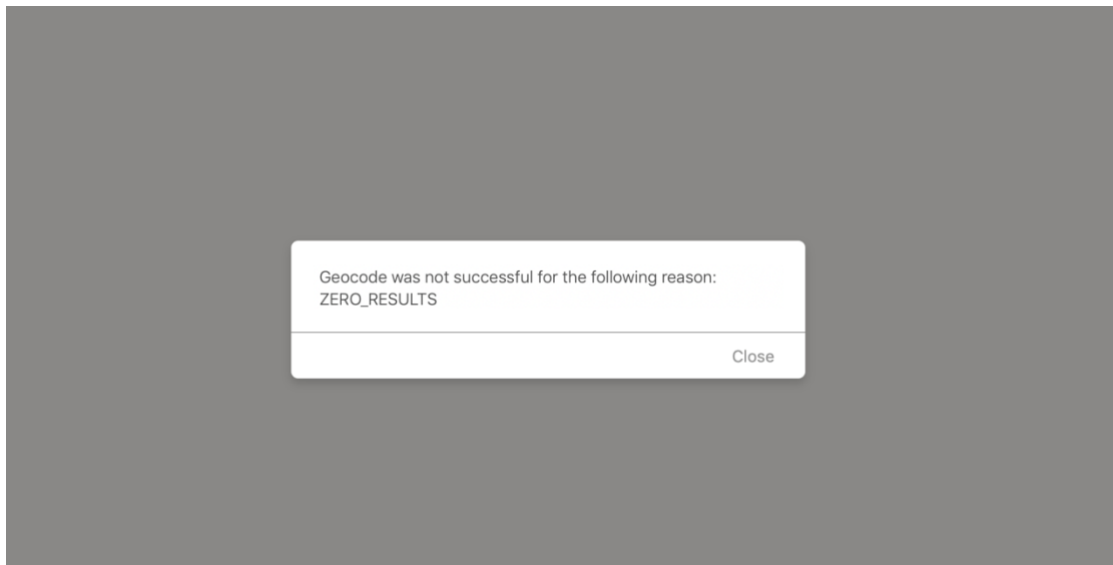 Geocode was not successful for the following reason:
ZERO_RESULTS
Close